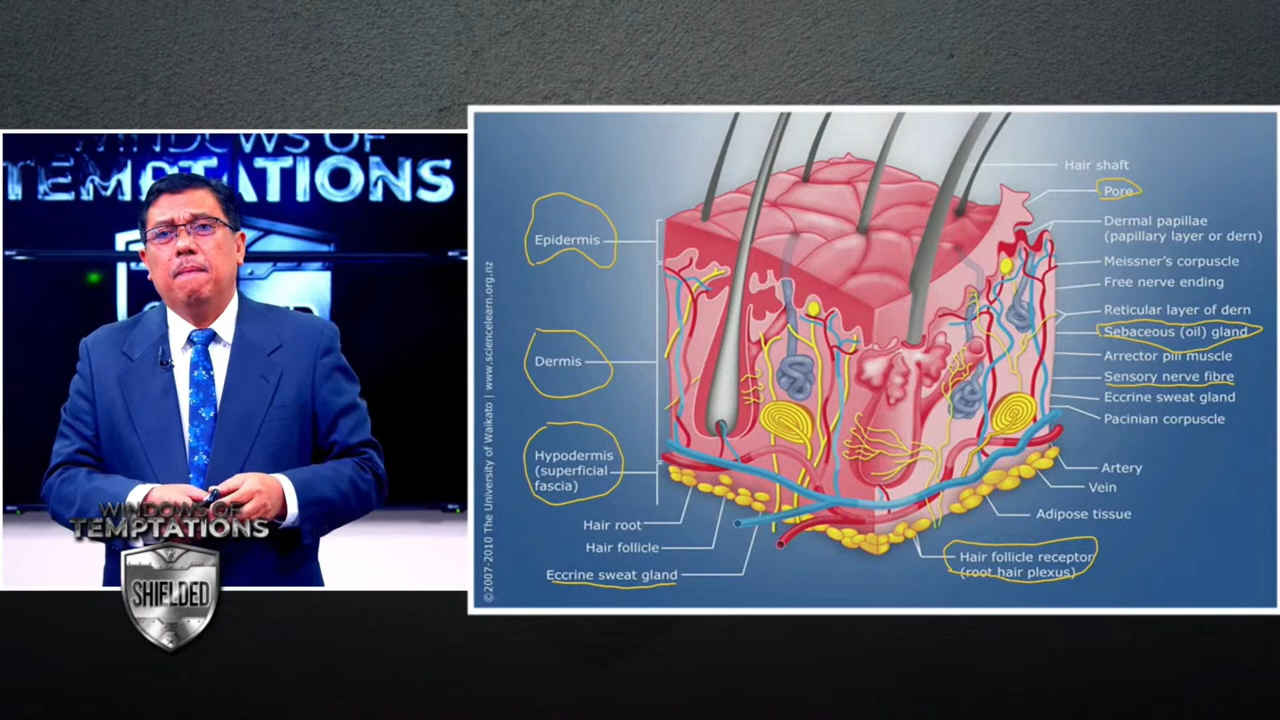 WINDOWS OF
TEMPTATIONS
WINDOWS OF
TEMPTATIONS
SHIELDED
©2007-2010 The University of Waikato | www.sciencelearn.org.nz
Epidermis
Dermis
Hypodermis
(superficial
fascia)
Hair root
Hair follicle
Eccrine sweat gland
Hair shaft
Pore
Dermal papillae
(papillary layer or dern)
Meissner's corpuscle
Free nerve ending
Reticular layer of dern
Sebaceous (oil) gland
Arrector pili muscle
Sensory nerve fibre
Eccrine sweat gland
Pacinian corpuscle
Artery
Vein
Adipose tissue
Hair follicle receptor
(root hair plexus)